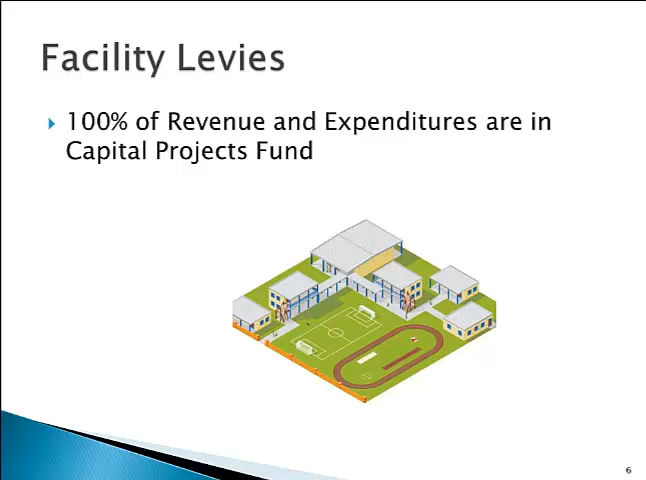 Facility Levies
100% of Revenue and Expenditures are in
Capital Projects Fund
6